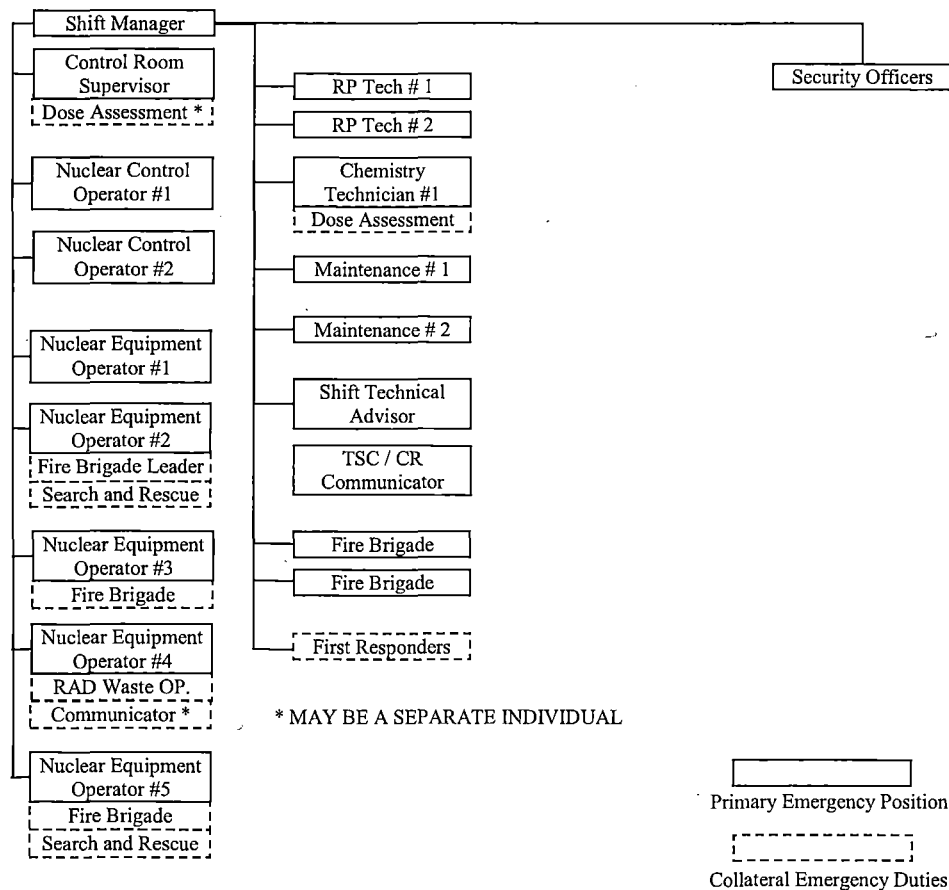 Shift Manager
Control Room
Supervisor
Dose Assessment *
Nuclear Control
Operator #1
Nuclear Control
Operator #2
Nuclear Equipment
Operator #1
Nuclear Equipment
Operator #2
Fire Brigade Leader
Search and Rescue
Nuclear Equipment
Operator #3
Fire Brigade
Nuclear Equipment
Operator #4
RAD Waste OP.
Communicator *
Nuclear Equipment
Operator #5
Fire Brigade
Search and Rescue
RP Tech # 1
RP Tech # 2
Chemistry
Technician #1
Dose Assessment
Maintenance # 1
Maintenance # 2
Shift Technical
Advisor
TSC / CR
Communicator
Fire Brigade
Fire Brigade
First Responders
* MAY BE A SEPARATE INDIVIDUAL
Security Officers
Primary Emergency Position
Collateral Emergency Duties